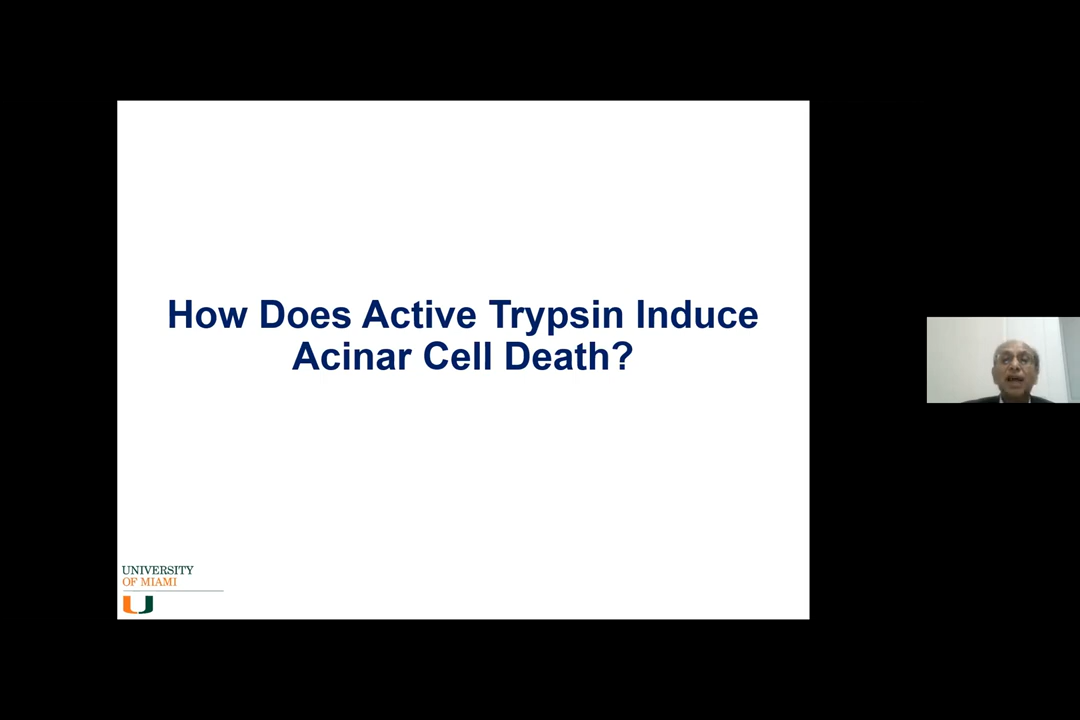 How Does Active Trypsin Induce
Acinar Cell Death?
UNIVERSITY
OF MIAMI